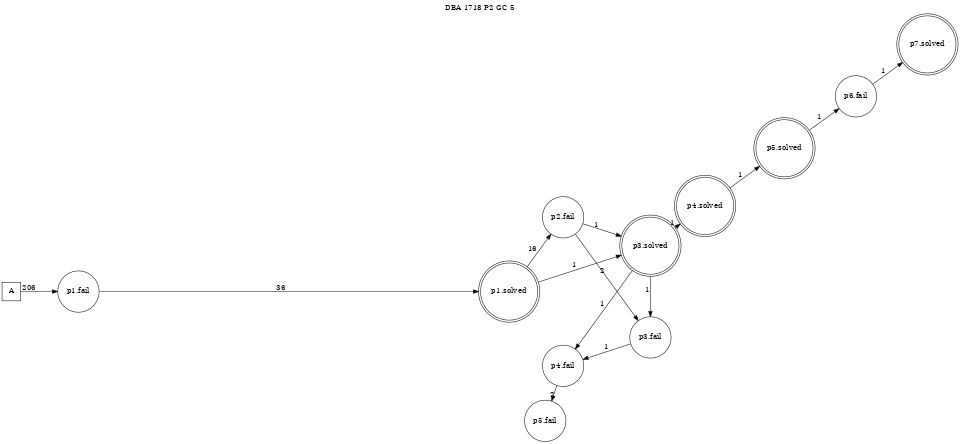 DBA 1718 P2 GC 5
p7.solved
1
p6.fail
1
p5.solved
1
p4.solved
1
p2.fail
1
p3.solved
16
1
2
A
206
p1.fail
36
p1.solved
1
1
p3.fail
1
p4.fail
2
p5.fail